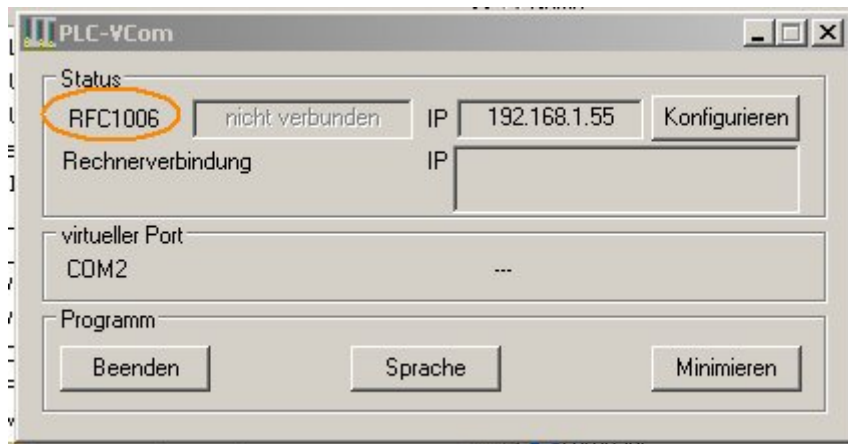 PLC-VCom
Status
RFC1006 nicht verbunden IP 192.168.1.55 Konfigurieren
Rechnerverbindung IP
virtueller Port
COM2 ---
Programm
Beenden Sprache Minimieren